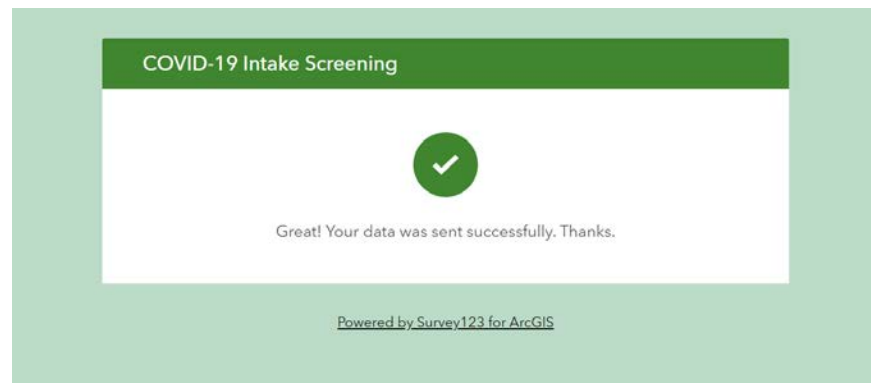 COVID-19 Intake Screening
Great! Your data was sent successfully. Thanks.
Powered by Survey123 for ArcGIS